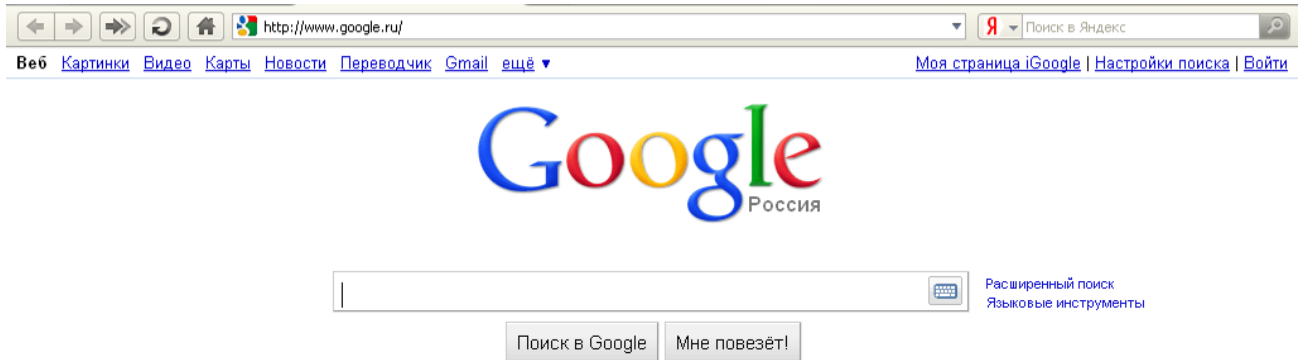 http://www.google.ru/ Я Поиск в Яндекс
Веб Картинки Видео Карты Новости Переводчик Gmail ещё ▼ Моя страница iGoogle | Настройки поиска | Войти
Google
Россия
Расширенный поиск
Языковые инструменты
Поиск в Google Мне повезёт!